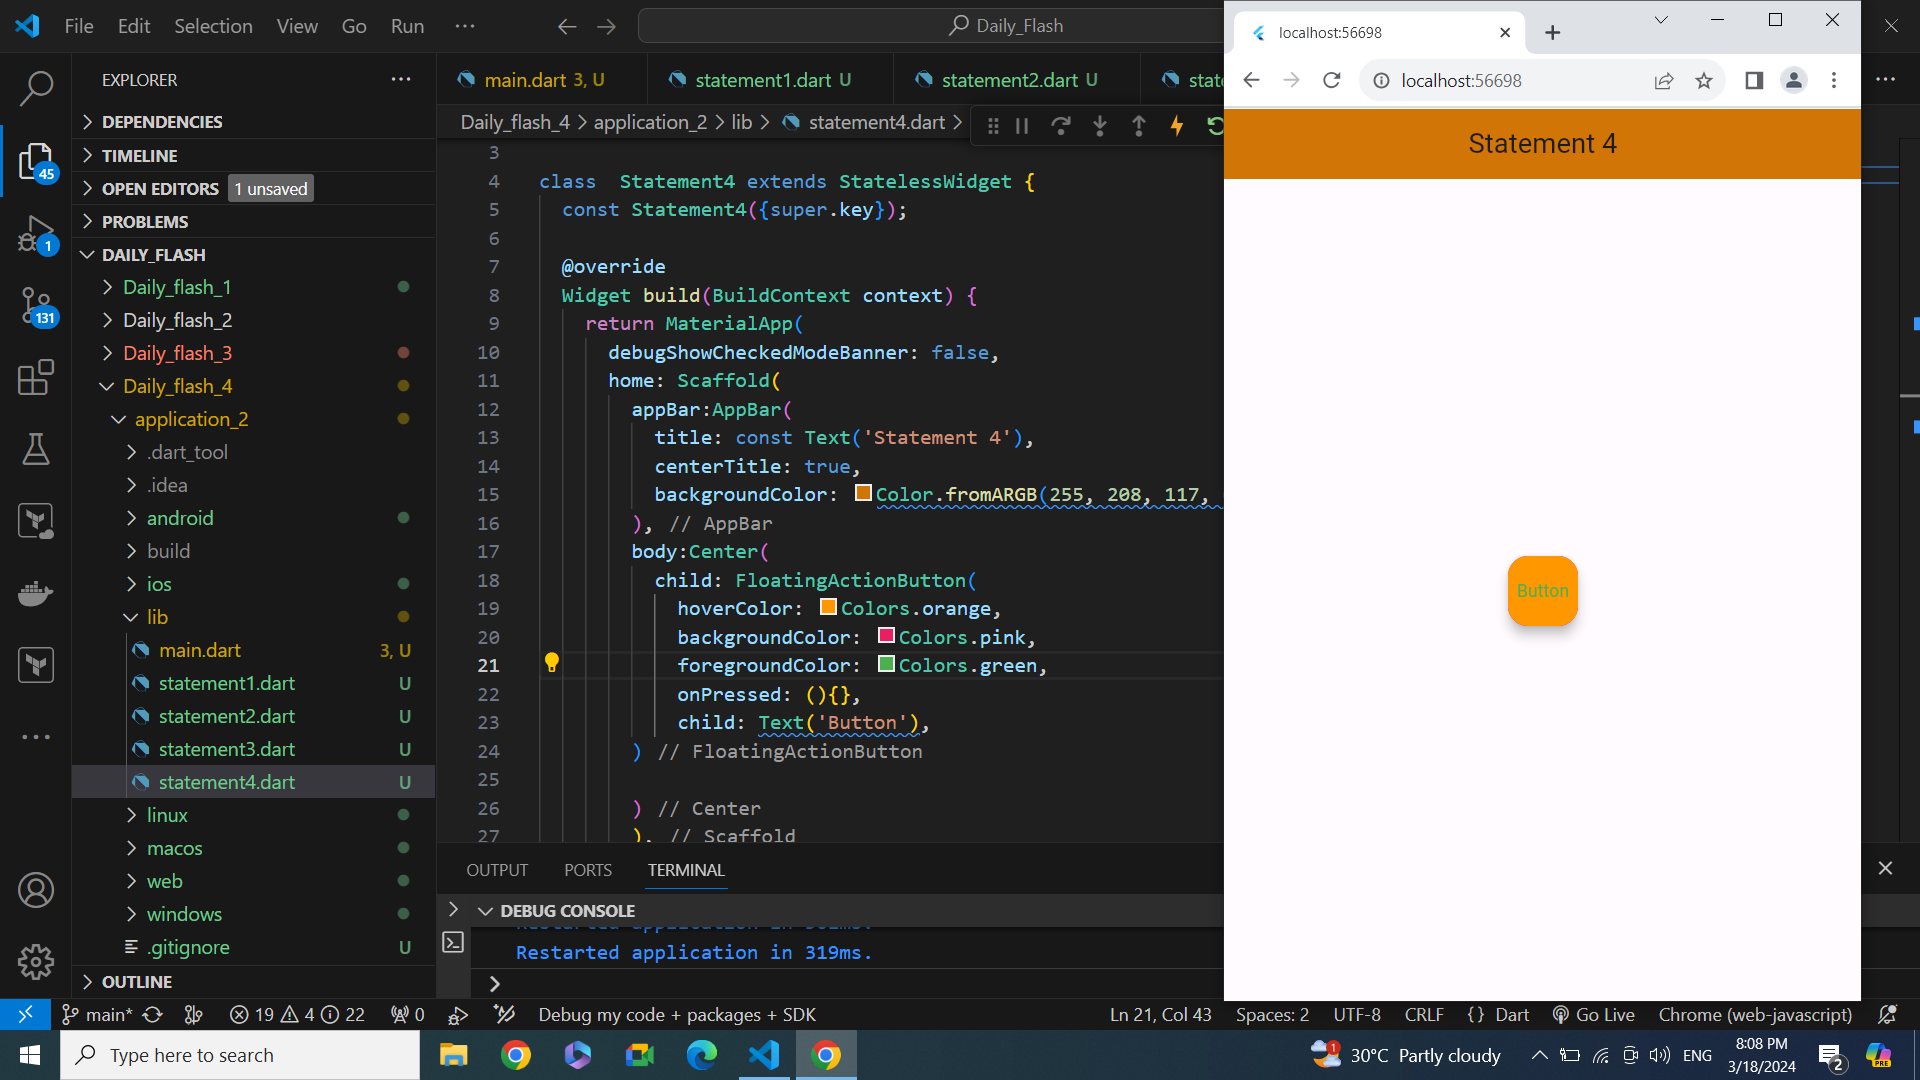 File Edit Selection View Go Run ··· Daily_Flash
EXPLORER
DEPENDENCIES
TIMELINE
OPEN EDITORS 1 unsaved
PROBLEMS
DAILY_FLASH
Daily_flash_1
Daily_flash_2
Daily_flash_3
Daily_flash_4
application_2
.dart_tool
.idea
android
build
ios
lib
main.dart 3, U
statement1.dart U
statement2.dart U
statement3.dart U
statement4.dart U
linux
macos
web
windows
.gitignore U
OUTLINE
45
1
131
main.dart 3, U statement1.dart U statement2.dart U state
Daily_flash_4 > application_2 > lib > statement4.dart >
3
4 class  Statement4 extends StatelessWidget {
5 const Statement4({super.key});
6
7 @override
8 Widget build(BuildContext context) {
9 return MaterialApp(
10 debugShowCheckedModeBanner: false,
11 home: Scaffold(
12 appBar:AppBar(
13 title: const Text('Statement 4'),
14 centerTitle: true,
15 backgroundColor: Color.fromARGB(255, 208, 117,
16 ), // AppBar
17 body:Center(
18 child: FloatingActionButton(
19 hoverColor: Colors.orange,
20 backgroundColor: Colors.pink,
21 foregroundColor: Colors.green,
22 onPressed: (){},
23 child: Text('Button'),
24 ) // FloatingActionButton
25
26 ) // Center
27 ), // Scaffold
OUTPUT PORTS TERMINAL
DEBUG CONSOLE
Restarted application in 319ms.
localhost:56698
localhost:56698
Statement 4
Button
main* 19 4 22 0 Debug my code + packages + SDK Ln 21, Col 43 Spaces: 2 UTF-8 CRLF {} Dart Go Live Chrome (web-javascript)
Type here to search
1 30°C Partly cloudy ENG
8:08 PM
3/18/2024
2
PRE